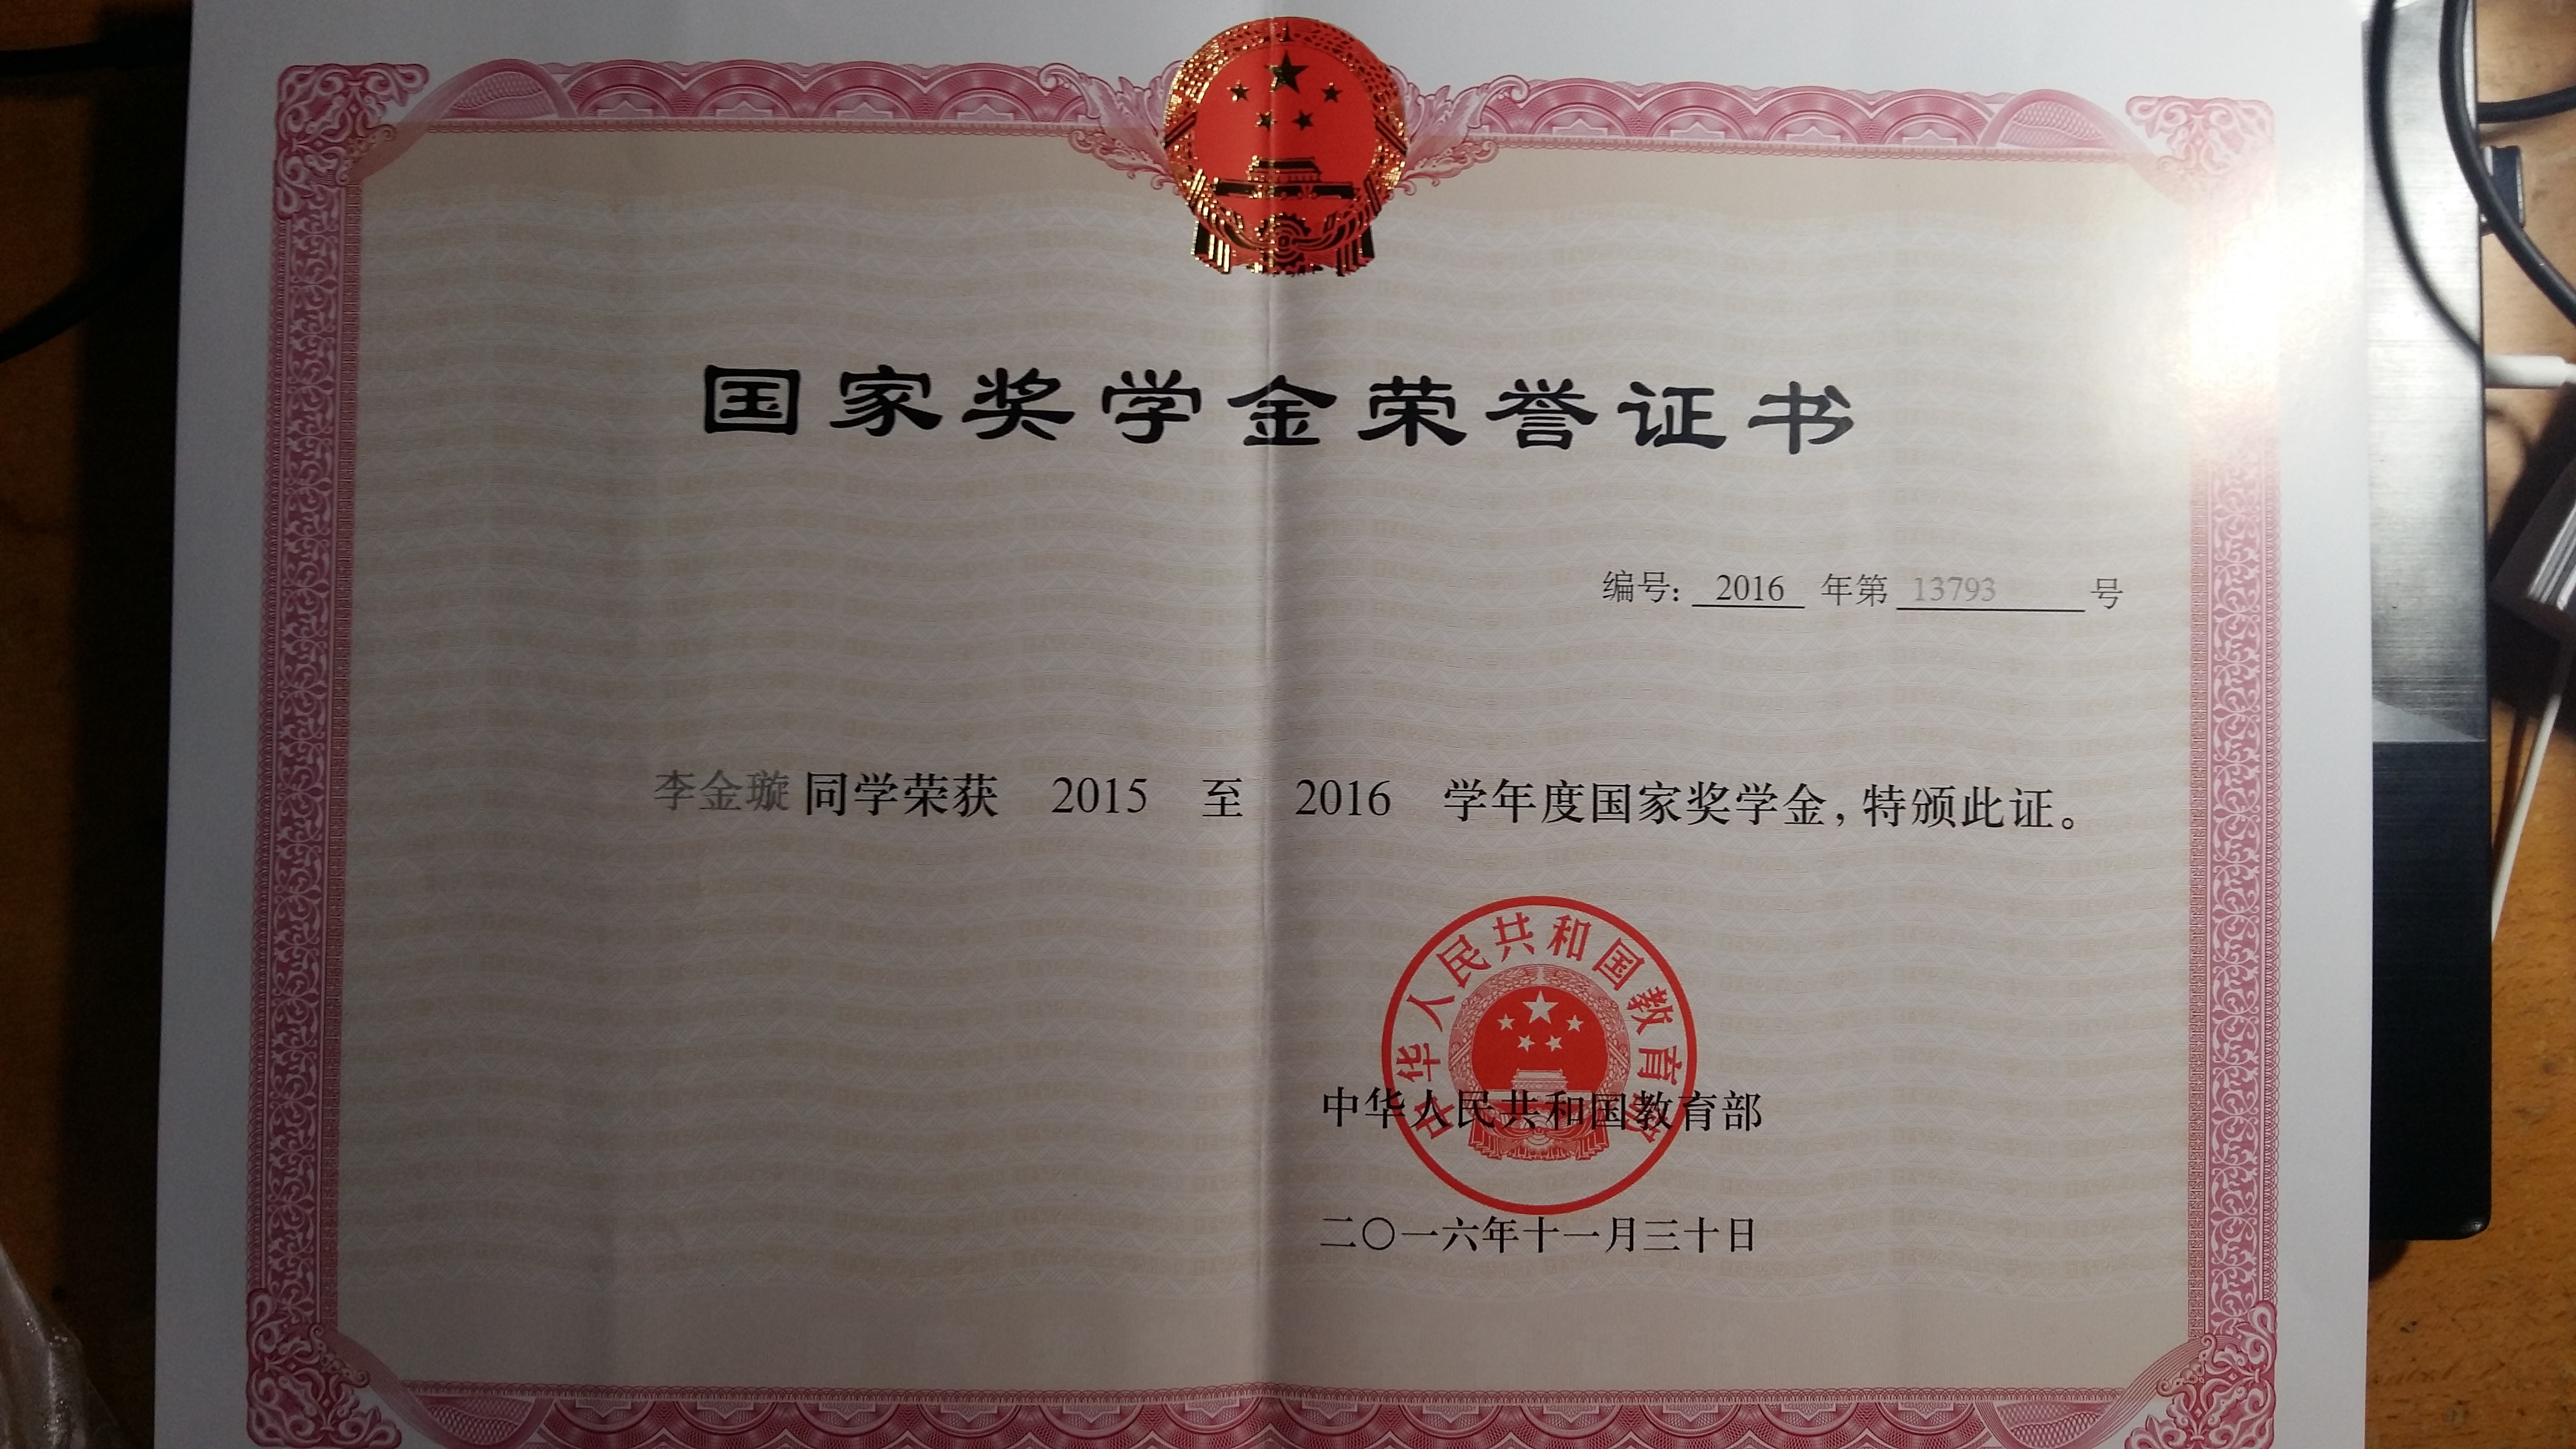 国家奖学金荣誉证书
编号: 2016 年第 13793 号
李金璇同学荣获 2015 至 2016 学年度国家奖学金,特颁此证。
中华人民共和国教育部
中华人民共和国教育部
二〇一六年十一月三十日